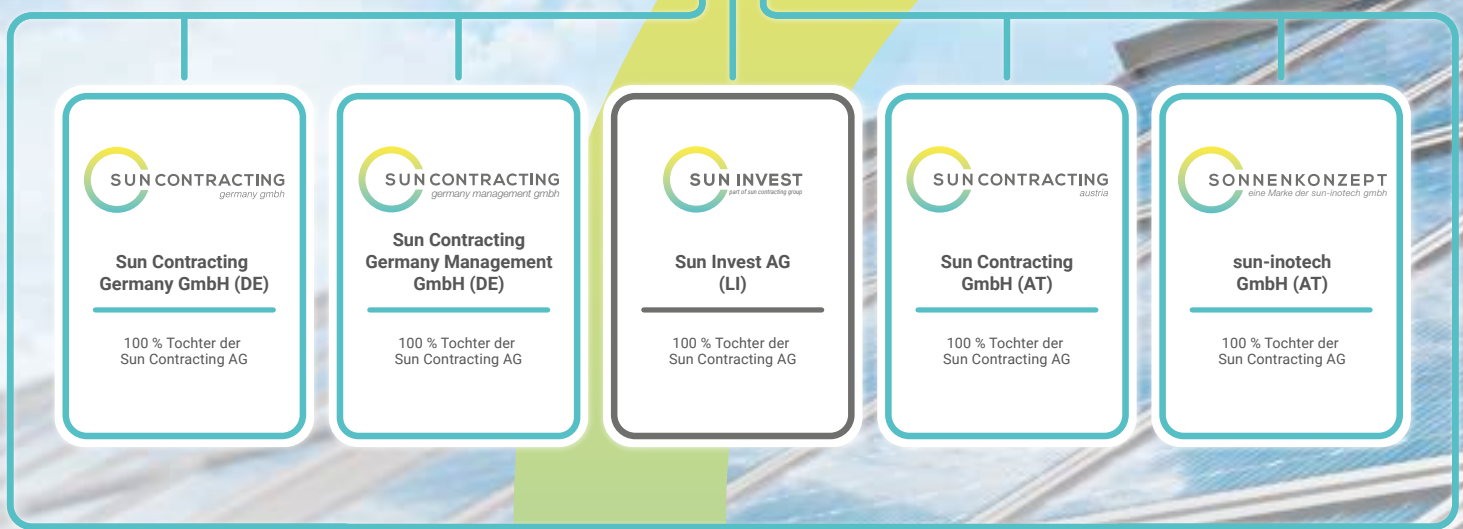 SUN CONTRACTING
germany gmbh
Sun Contracting
Germany GmbH (DE)
100 % Tochter der
Sun Contracting AG
SUN CONTRACTING
germany management gmbh
Sun Contracting
Germany Management
GmbH (DE)
100 % Tochter der
Sun Contracting AG
SUN INVEST
part of sun contracting group
Sun Invest AG
(LI)
100 % Tochter der
Sun Contracting AG
SUN CONTRACTING
austria
Sun Contracting
GmbH (AT)
100 % Tochter der
Sun Contracting AG
SONNENKONZEPT
eine Marke der sun-inotech gmbh
sun-inotech
GmbH (AT)
100 % Tochter der
Sun Contracting AG